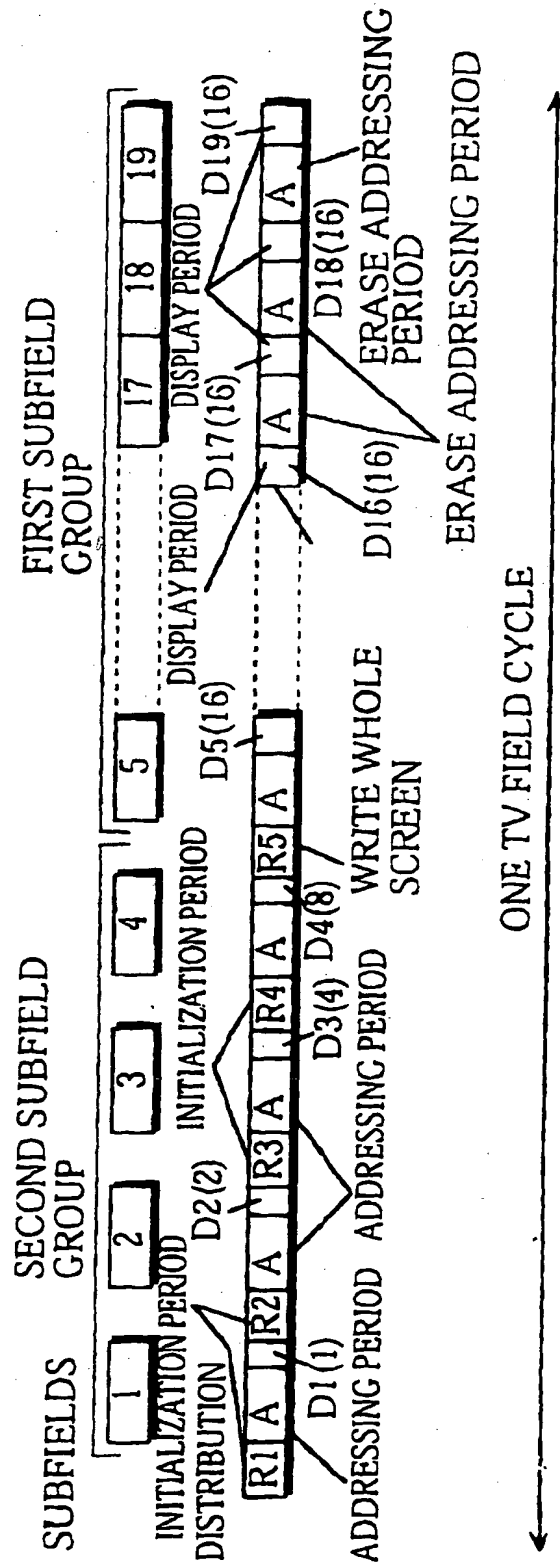 SUBFIELDS
SECOND SUBFIELD
GROUP
FIRST SUBFIELD
GROUP
1
2
3
4
5
17
18
19
INITIALIZATION PERIOD
DISTRIBUTION
INITIALIZATION PERIOD
DISPLAY PERIOD
DISPLAY PERIOD
D2(2)
D5(16)
D17(16)
D19(16)
R1
A
R2
A
R3
A
R4
A
R5
A
A
A
A
D1(1)
D3(4)
D4(8)
D16(16)
D18(16)
ADDRESSING PERIOD
ADDRESSING PERIOD
WRITE WHOLE
SCREEN
ERASE ADDRESSING
PERIOD
ERASE ADDRESSING PERIOD
ONE TV FIELD CYCLE